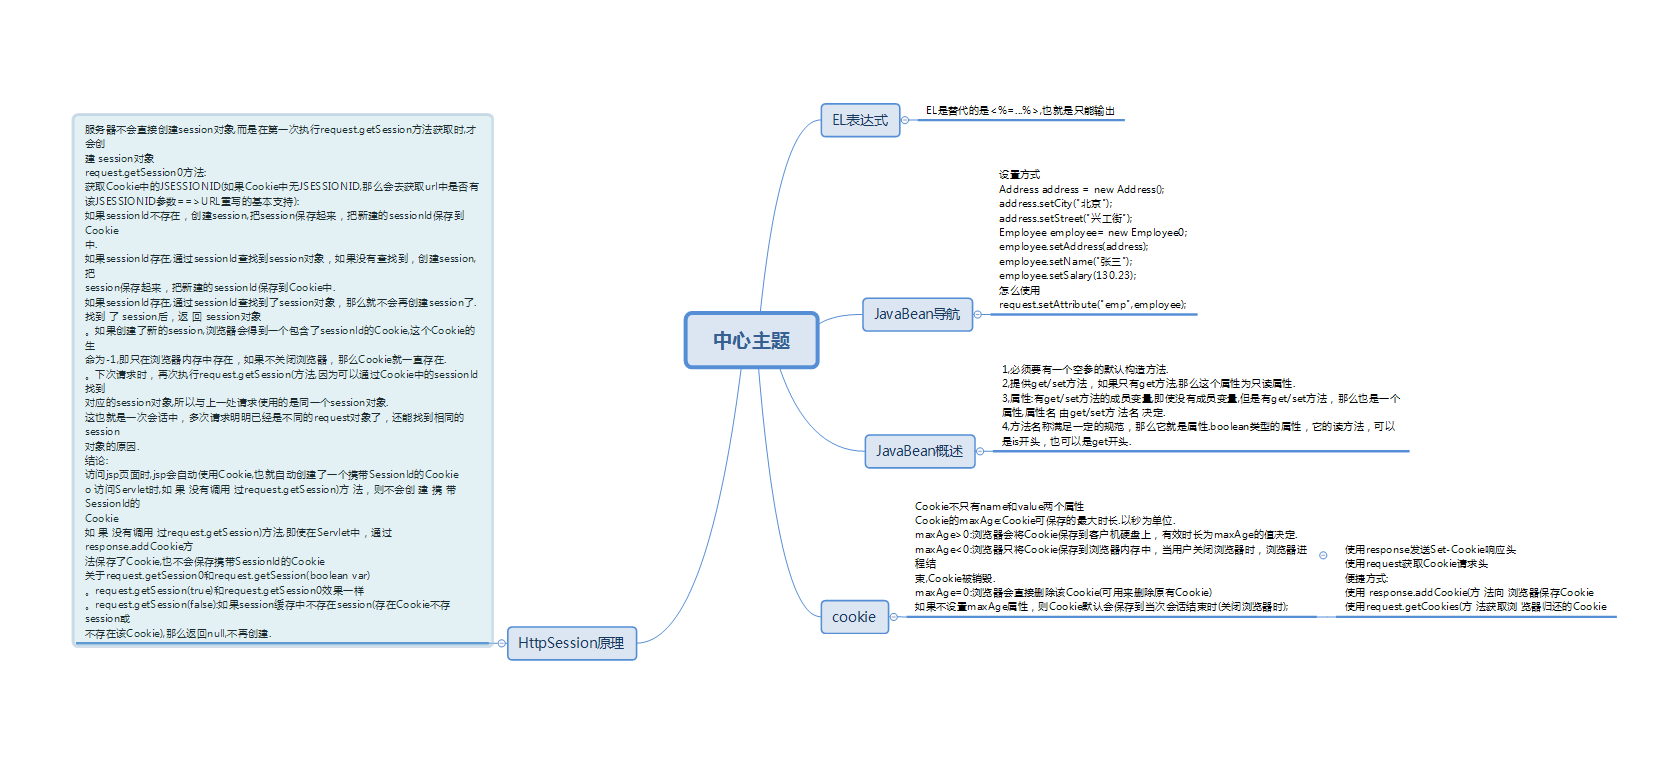 服务器不会直接创建session对象,而是在第一次执行request.getSession方法获取时,才
会创
建 session对象
request.getSession0方法:
获取Cookie中的JSESSIONID(如果Cookie中无JSESSIONID,那么会去获取url中是否有
该JSESSIONID参数==>URL重写的基本支持):
如果sessionId不存在，创建session,把session保存起来，把新建的sessionId保存到
Cookie
中.
如果sessionId存在,通过sessionId查找到session对象，如果没有查找到，创建session,
把
session保存起来，把新建的sessionId保存到Cookie中.
如果sessionId存在,通过sessionId查找到了session对象，那么就不会再创建session了.
找到 了 session后，返 回 session对象
。如果创建了新的session,浏览器会得到一个包含了sessionId的Cookie,这个Cookie的
生
命为-1,即只在浏览器内存中存在，如果不关闭浏览器，那么Cookie就一直存在.
。下次请求时，再次执行request.getSession(方法,因为可以通过Cookie中的sessionId
找到
对应的session对象,所以与上一处请求使用的是同一个session对象.
这也就是一次会话中，多次请求明明已经是不同的request对象了，还能找到相同的
session
对象的原因.
结论:
访问jsp页面时,jsp会自动使用Cookie,也就自动创建了一个携带SessionId的Cookie
o 访问Servlet时,如 果 没有调用 过request.getSession)方 法，则不会创 建 携 带
SessionId的
Cookie
如 果 没有调用 过request.getSession)方法,即使在Servlet中，通过
response.addCookie方
法保存了Cookie,也不会保存携带SessionId的Cookie
关于request.getSession0和request.getSession(boolean var)
。request.getSession(true)和request.getSession0效果一样
。request.getSession(false):如果session缓存中不存在session(存在Cookie不存
session或
不存在该Cookie),那么返回null,不再创建.
HttpSession原理
中心主题
EL表达式
EL是替代的是<%=...%>,也就是只能输出
JavaBean导航
设置方式
Address address = new Address();
address.setCity("北京");
address.setStreet("兴工街");
Employee employee= new Employee0;
employee.setAddress(address);
employee.setName("张三");
employee.setSalary(130.23);
怎么使用
request.setAttribute("emp",employee);
JavaBean概述
1,必须要有一个空参的默认构造方法.
2,提供get/set方法，如果只有get方法,那么这个属性为只读属性.
3,属性:有get/set方法的成员变量,即使没有成员变量,但是有get/set方法，那么也是一个
属性,属性名 由get/set方 法名 决定.
4,方法名称满足一定的规范，那么它就是属性.boolean类型的属性，它的读方法，可以
是is开头，也可以是get开头.
cookie
Cookie不只有name和value两个属性
Cookie的maxAge:Cookie可保存的最大时长.以秒为单位.
maxAge>0:浏览器会将Cookie保存到客户机硬盘上，有效时长为maxAge的值决定.
maxAge<0:浏览器只将Cookie保存到浏览器内存中，当用户关闭浏览器时，浏览器进
程结
束,Cookie被销毁.
maxAge=0:浏览器会直接删除该Cookie(可用来删除原有Cookie)
如果不设置maxAge属性，则Cookie默认会保存到当次会话结束时(关闭浏览器时);
使用response发送Set-Cookie响应头
使用request获取Cookie请求头
便捷方式:
使用 response.addCookie(方 法向 浏览器保存Cookie
使用request.getCookies(方 法获取浏 览器归还的Cookie